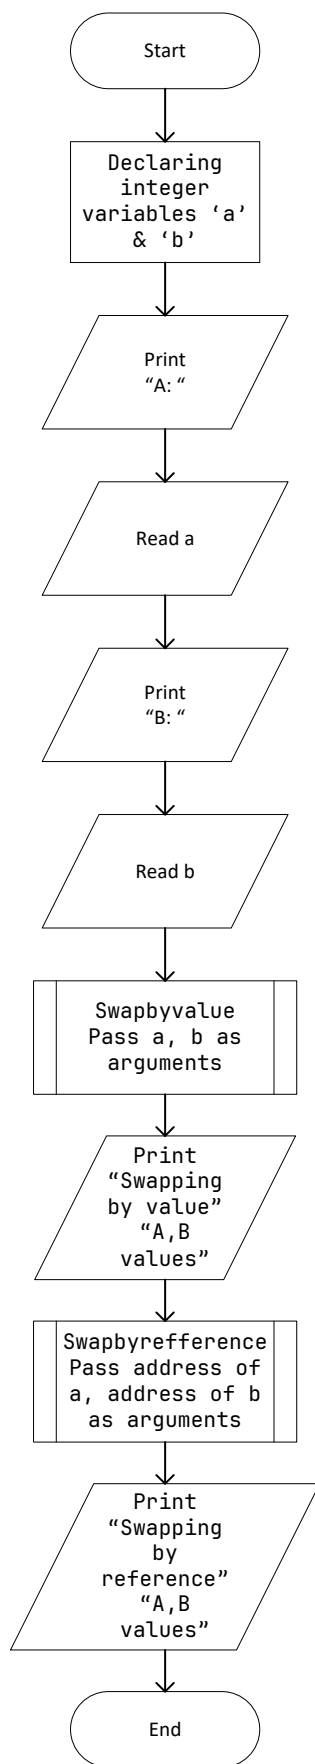 Start
Declaring
integer
variables ‘a’
& ‘b’
Print
“A: “
Read a
Print
“B: “
Read b
Swapbyvalue
Pass a, b as
arguments
Print
“Swapping
by value”
“A,B
values”
Swapbyrefference
Pass address of
a, address of b
as arguments
Print
“Swapping
by
reference”
“A,B
values”
End